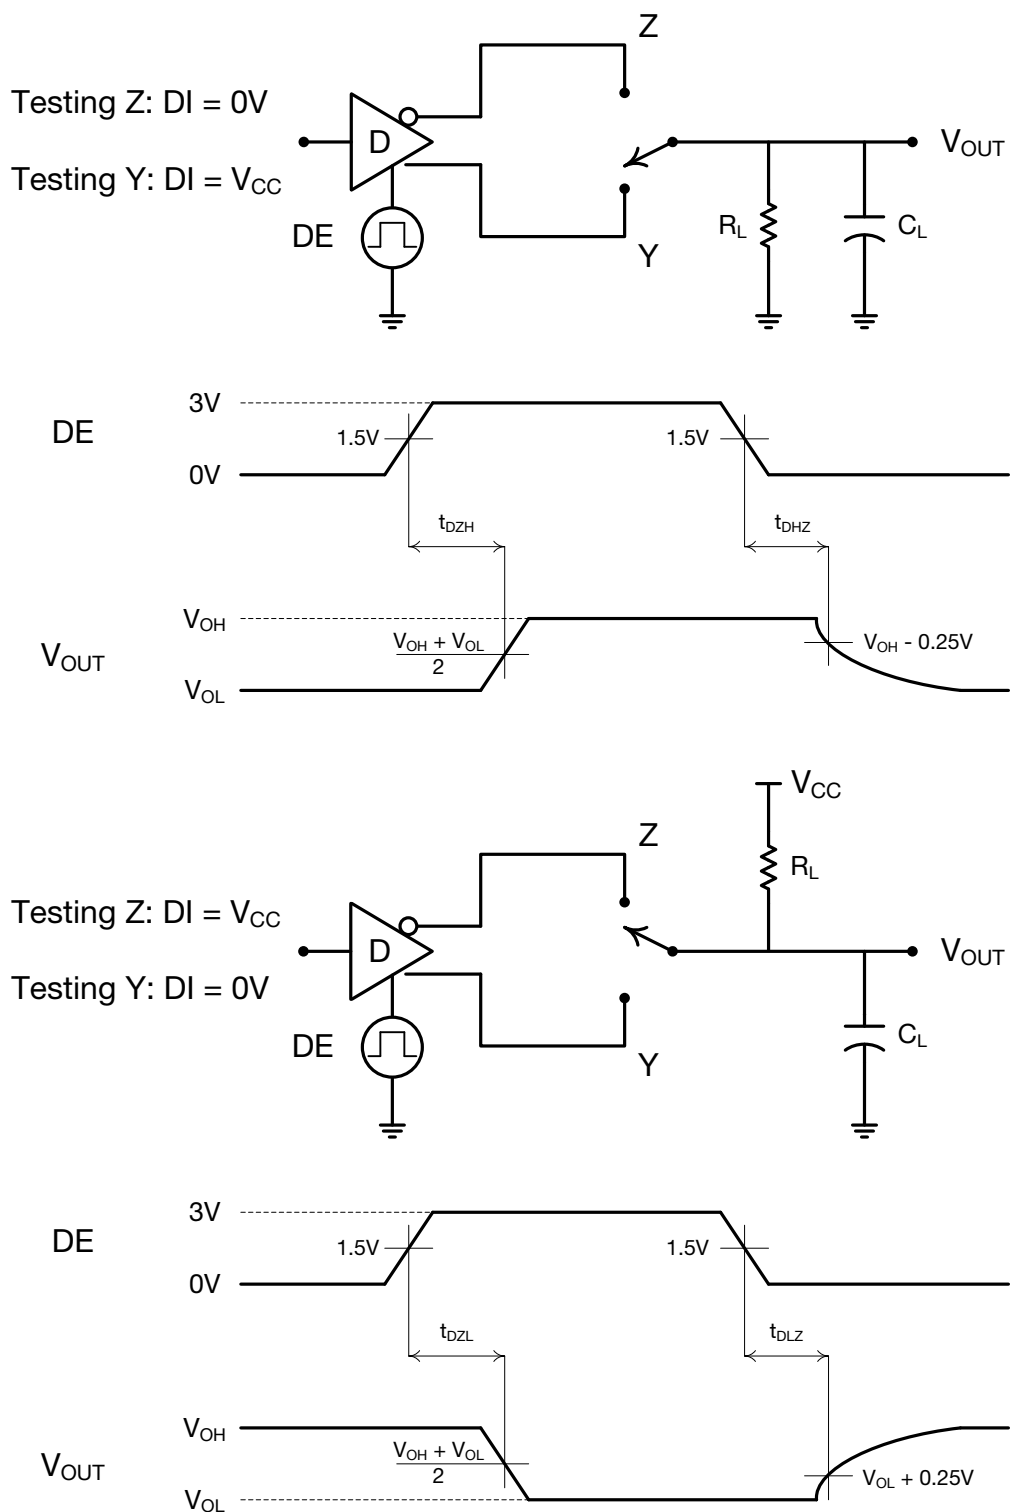 Z
Testing Z: DI = 0V
D
V_OUT
Testing Y: DI = V_CC
R_L
C_L
DE
Y
3V
DE
1.5V
1.5V
0V
t_DZH
t_DHZ
V_OH
V_OH + V_OL
2
V_OH - 0.25V
V_OUT
V_OL
V_CC
Z
R_L
Testing Z: DI = V_CC
D
V_OUT
Testing Y: DI = 0V
C_L
DE
Y
3V
DE
1.5V
1.5V
0V
t_DZL
t_DLZ
V_OH
V_OH + V_OL
2
V_OUT
V_OL + 0.25V
V_OL